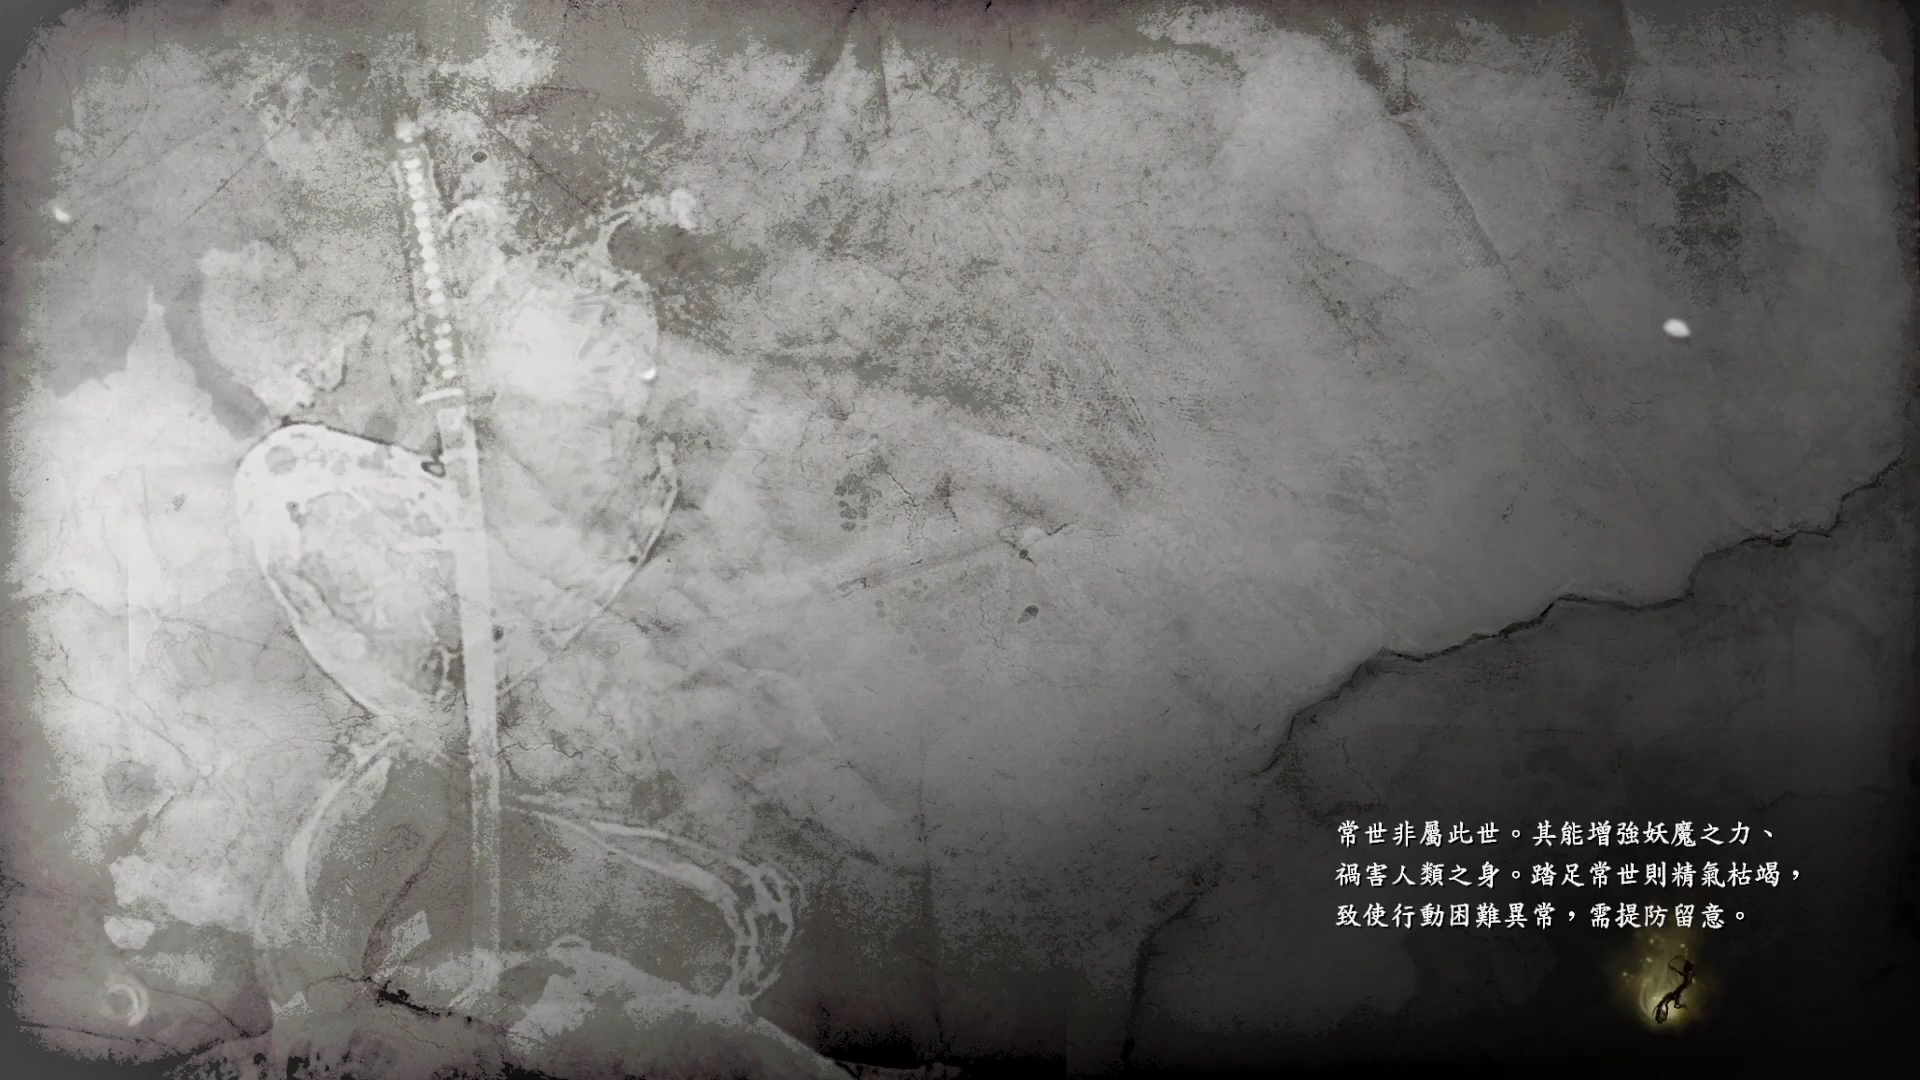 常世非屬此世。其能增強妖魔之力、
禍害人類之身。踏足常世則精氣枯竭，
致使行動困難異常，需提防留意。